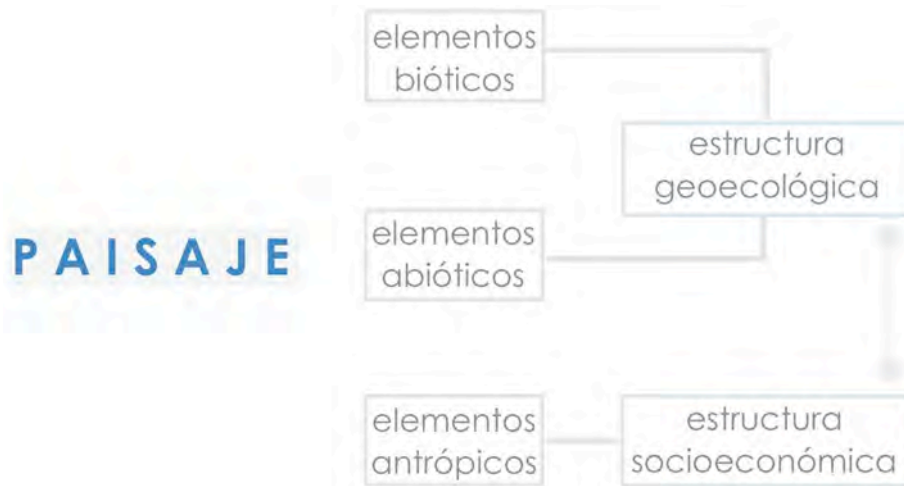 elementos
bióticos
estructura
geoecológica
PAISAJE
elementos
abióticos
elementos
antrópicos
estructura
socioeconómica